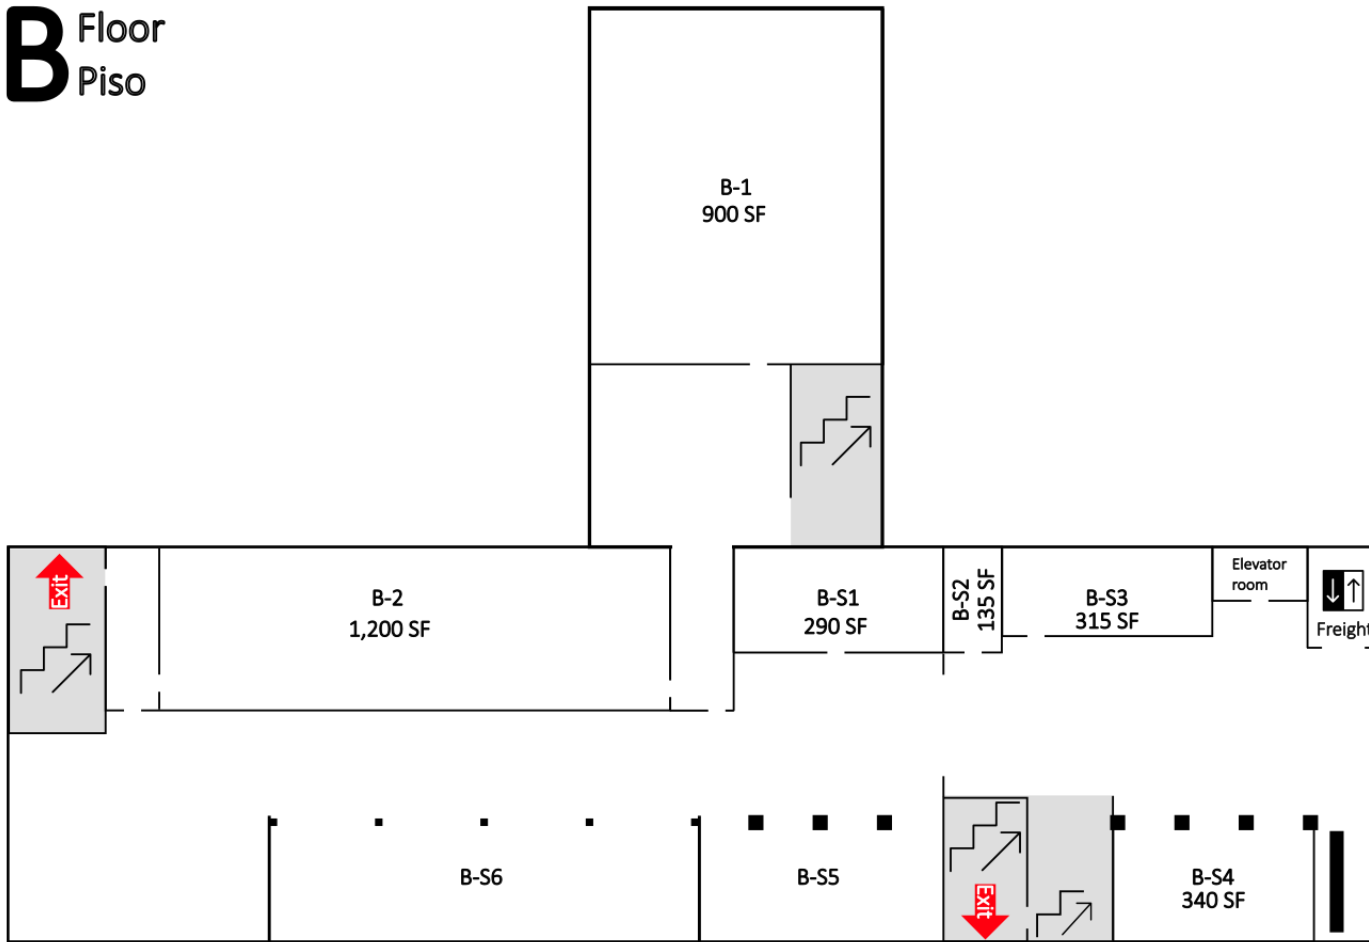 B Floor
Piso
B-1
900 SF
Exit
B-2
1,200 SF
B-S1
290 SF
B-S2
135 SF
B-S3
315 SF
Elevator
room
Freight
B-S6
B-S5
Exit
B-S4
340 SF